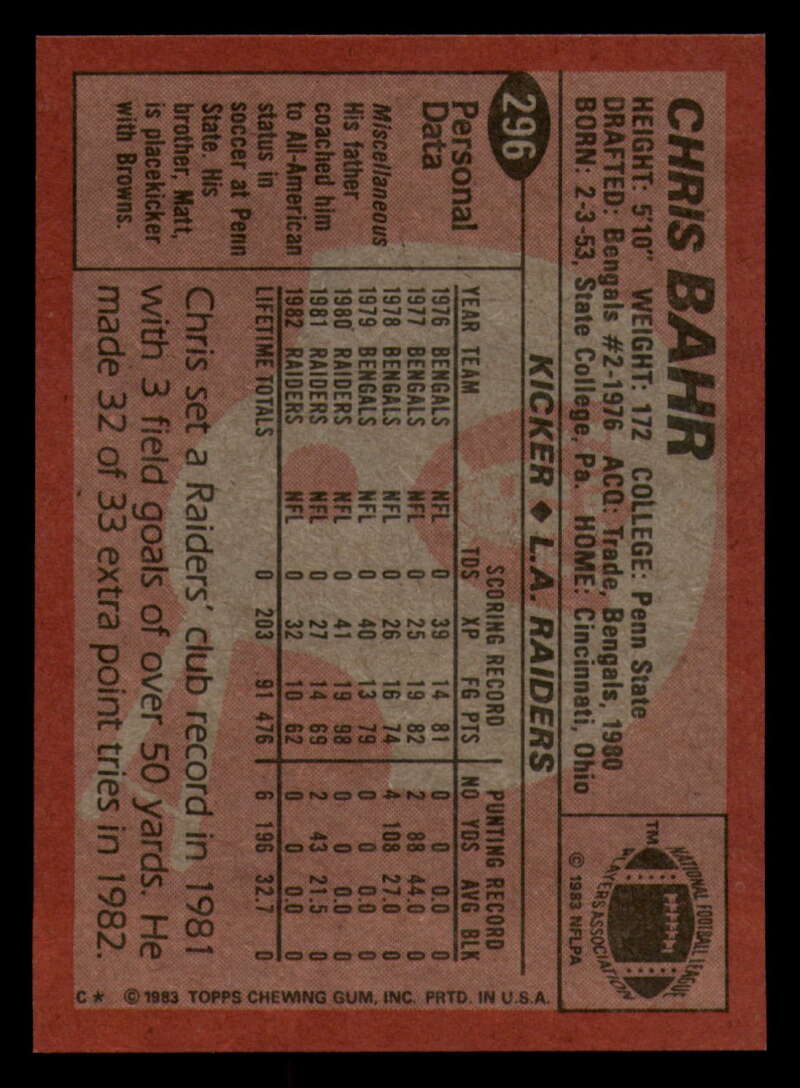 CHRIS BAHR
HEIGHT: 5'10" WEIGHT: 172 COLLEGE: Penn State
DRAFTED: Bengals #2-1976 ACQ: Trade, Bengals, 1980
BORN: 2-3-53, State College, Pa. HOME: Cincinnati, Ohio
NATIONAL FOOTBALL LEAGUE
PLAYERS ASSOCIATION
TM
© 1983 NFLPA
KICKER ♦ L.A. RAIDERS
296
Personal
Data
Miscellaneous
His father
coached him
to All-American
status in
soccer at Penn
State. His
brother, Matt,
is placekicker
with Browns.
SCORING RECORD PUNTING RECORD
YEAR TEAM TDS XP FG PTS NO YDS AVG BLK
1976 BENGALS NFL 0 39 14 81 0 0 0.0 0
1977 BENGALS NFL 0 25 19 82 2 88 44.0 0
1978 BENGALS NFL 0 26 16 74 4 108 27.0 0
1979 BENGALS NFL 0 40 13 79 0 0 0.0 0
1980 RAIDERS NFL 0 41 19 98 0 0 0.0 0
1981 RAIDERS NFL 0 27 14 69 2 43 21.5 0
1982 RAIDERS NFL 0 32 10 62 0 0 0.0 0
LIFETIME TOTALS 0 203 91 476 6 196 32.7 0
Chris set a Raiders' club record in 1981
with 3 field goals of over 50 yards. He
made 32 of 33 extra point tries in 1982.
C* © 1983 TOPPS CHEWING GUM, INC. PRTD. IN U.S.A.